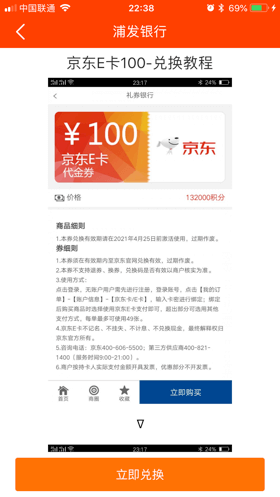 中国联通 22:38 69%
浦发银行
京东E卡100-兑换教程
23:17 24%
礼券银行
¥100
京东E卡
代金券
京东
价格 132000积分
商品细则
1.本券兑换有效期请在2021年4月25日前激活使用，过期作废。
券细则
1.本券须在有效期内至京东官网兑换有效，过期作废。
2.本券不支持退券、换券，兑换码是否有效以商户核实为准。
3.使用方式：
点击登录，无账户用户需先进行注册，登录账号，点击【我的订
单】-【账户信息】-【京东卡/E卡】，输入卡密进行绑定；绑定
后购买商品时选择使用京东E卡支付即可，超出部分可选用其他
支付方式，每单最多可使用49张。
4.京东E卡不记名、不挂失、不计息、不兑换现金，最终解释权归
京东官方所有。
5.咨询电话：京东400-606-5500；第三方供应商400-821-
1400（服务时间9:00-21:00）。
6.商户按持卡人实际支付金额开具发票，优惠部分不开发票。
首页 商圈 收藏 立即购买
23:17 24%
立即兑换